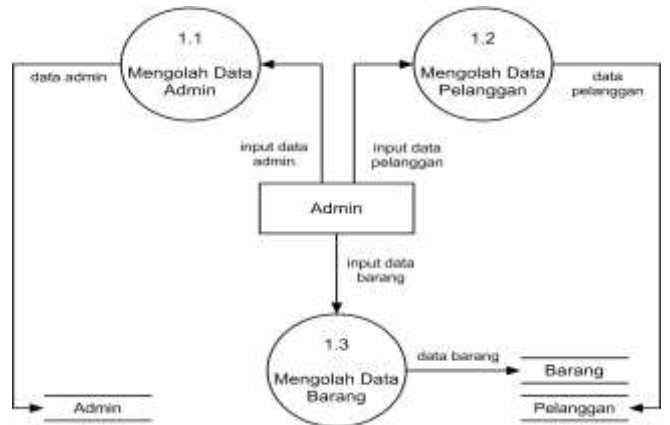 1.1
Mengolah Data
Admin
1.2
Mengolah Data
Pelanggan
data admin
data
pelanggan
input data
admin
input data
pelanggan
Admin
input data
barang
1.3
Mengolah Data
Barang
data barang
Barang
Admin
Pelanggan